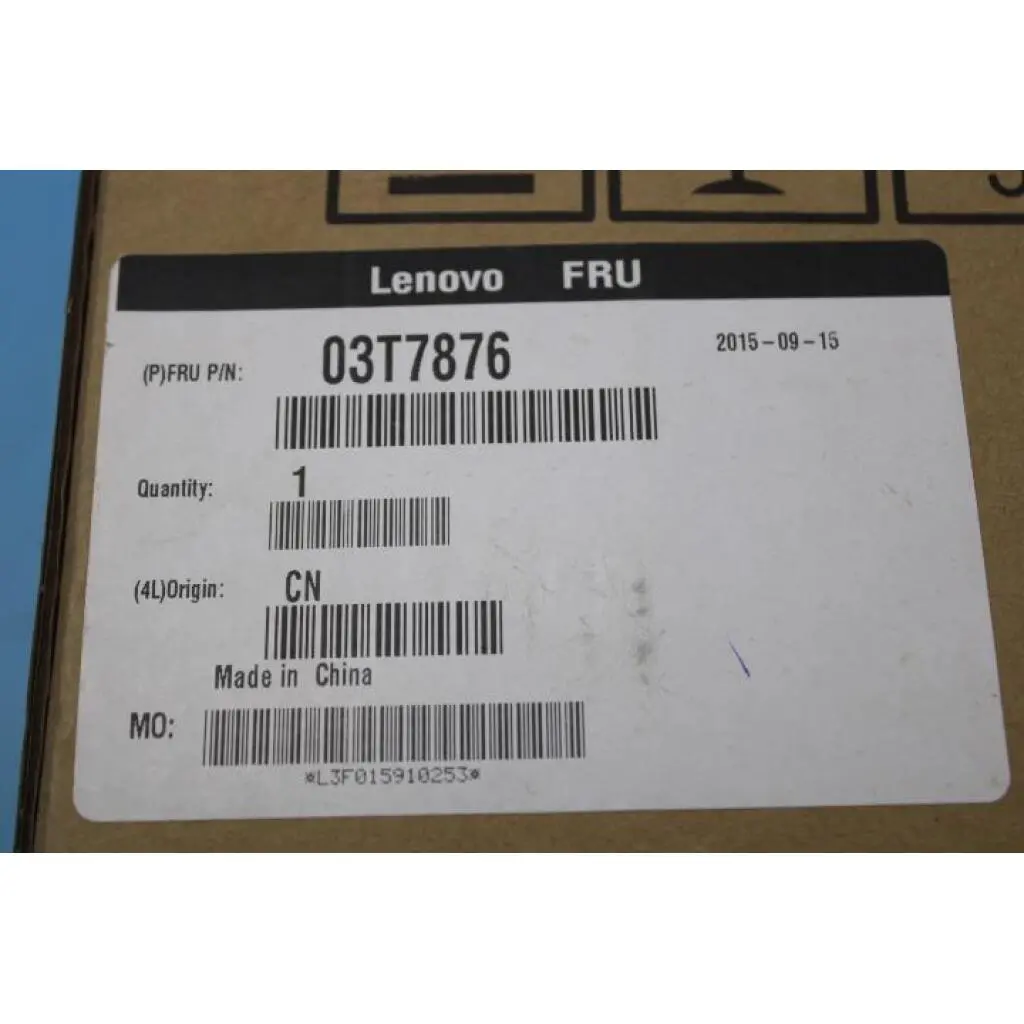 Lenovo FRU
(P)FRU P/N: 03T7876 2015-09-15
Quantity: 1
(4L)Origin: CN
Made in China
MO:
*L3F015910253*